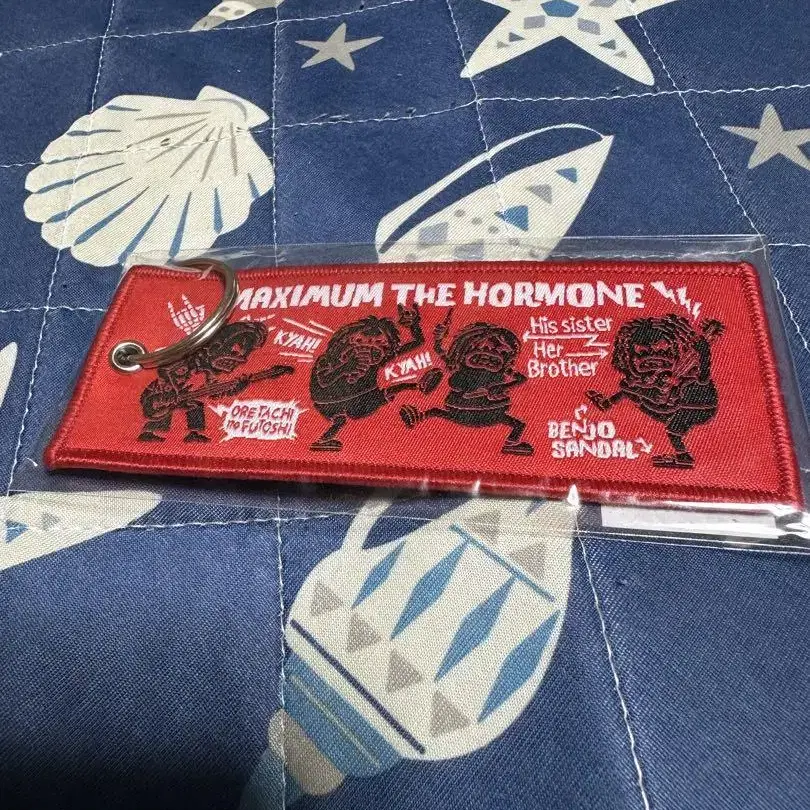 MAXIMUM THE HORMONE
KYAH!
ORETACHI
no FUTOSHI
KYAH!
His sister
Her
Brother
BENJO
SANDAL